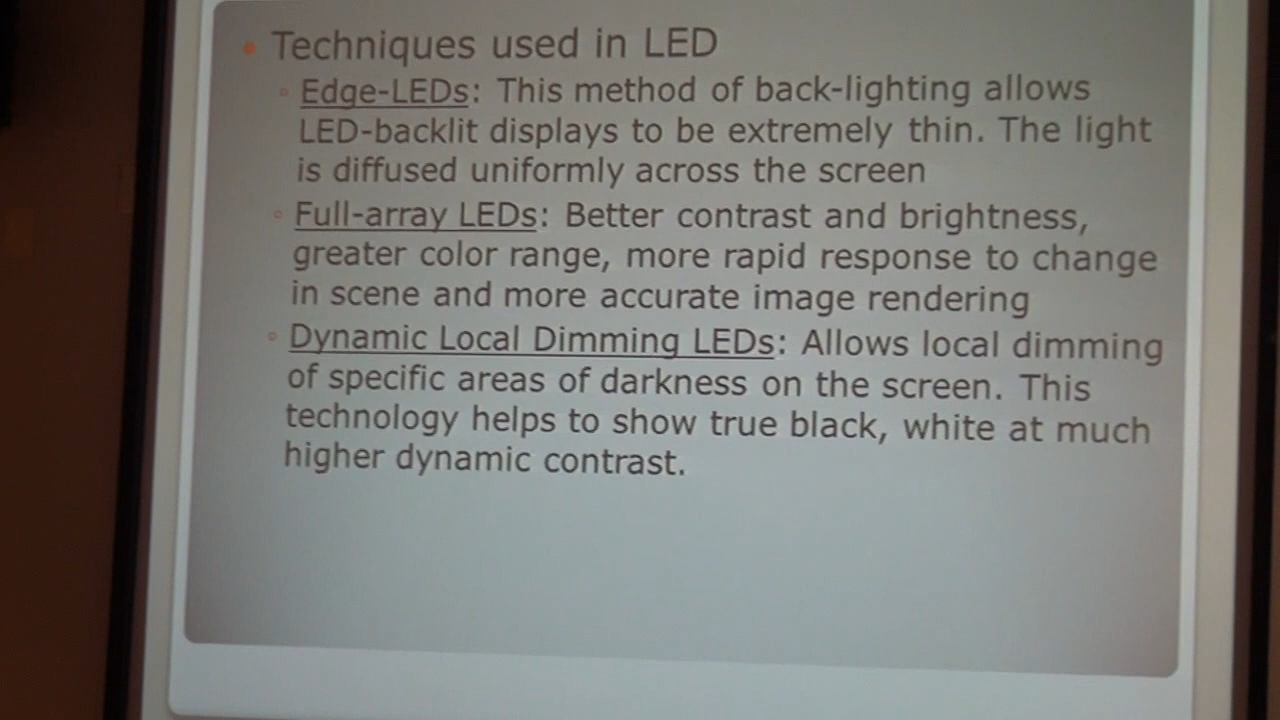 Techniques used in LED
Edge-LEDs: This method of back-lighting allows
LED-backlit displays to be extremely thin. The light
is diffused uniformly across the screen
Full-array LEDs: Better contrast and brightness,
greater color range, more rapid response to change
in scene and more accurate image rendering
Dynamic Local Dimming LEDs: Allows local dimming
of specific areas of darkness on the screen. This
technology helps to show true black, white at much
higher dynamic contrast.